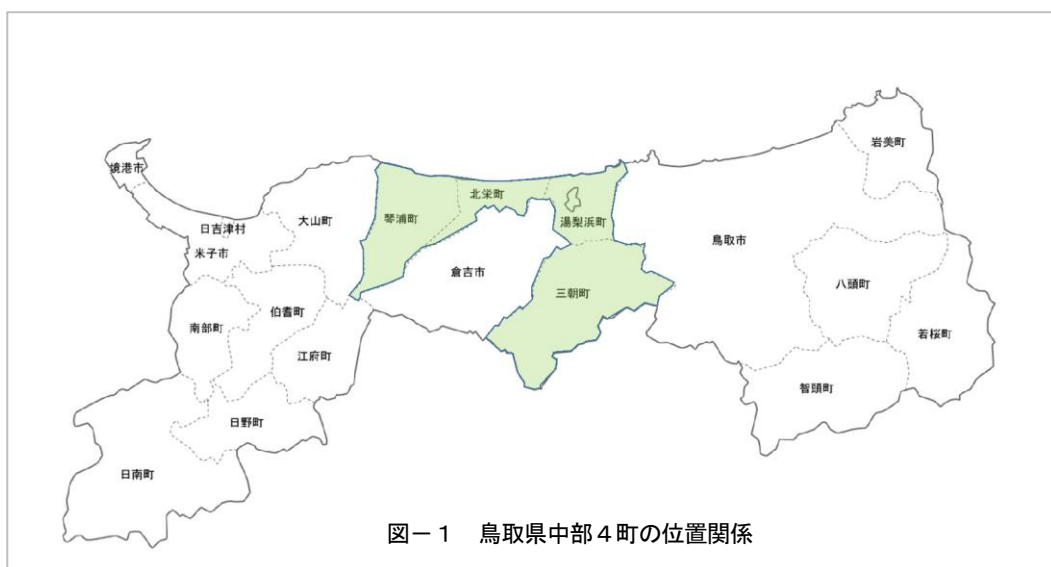 岩美町
境港市
北栄町
大山町
琴浦町
湯梨浜町
日吉津村
鳥取市
米子市
倉吉市
八頭町
三朝町
伯耆町
南部町
若桜町
江府町
智頭町
日野町
日南町
図-1 鳥取県中部4町の位置関係